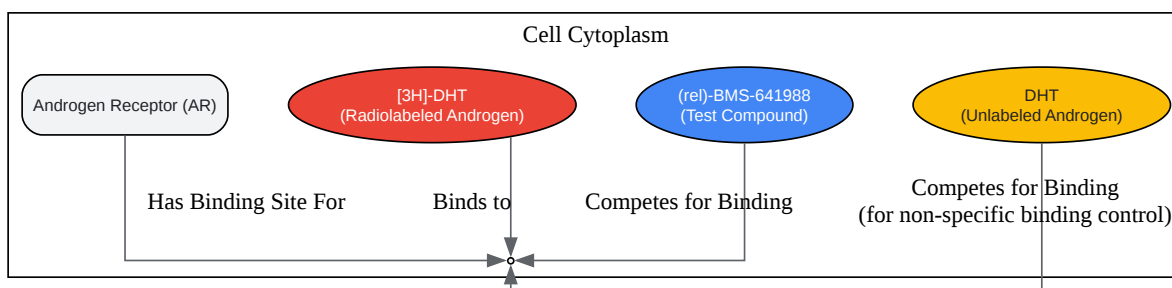 Cell Cytoplasm
Androgen Receptor (AR)
[3H]-DHT
(Radiolabeled Androgen)
(rel)-BMS-641988
(Test Compound)
DHT
(Unlabeled Androgen)
Has Binding Site For
Binds to
Competes for Binding
Competes for Binding
(for non-specific binding control)